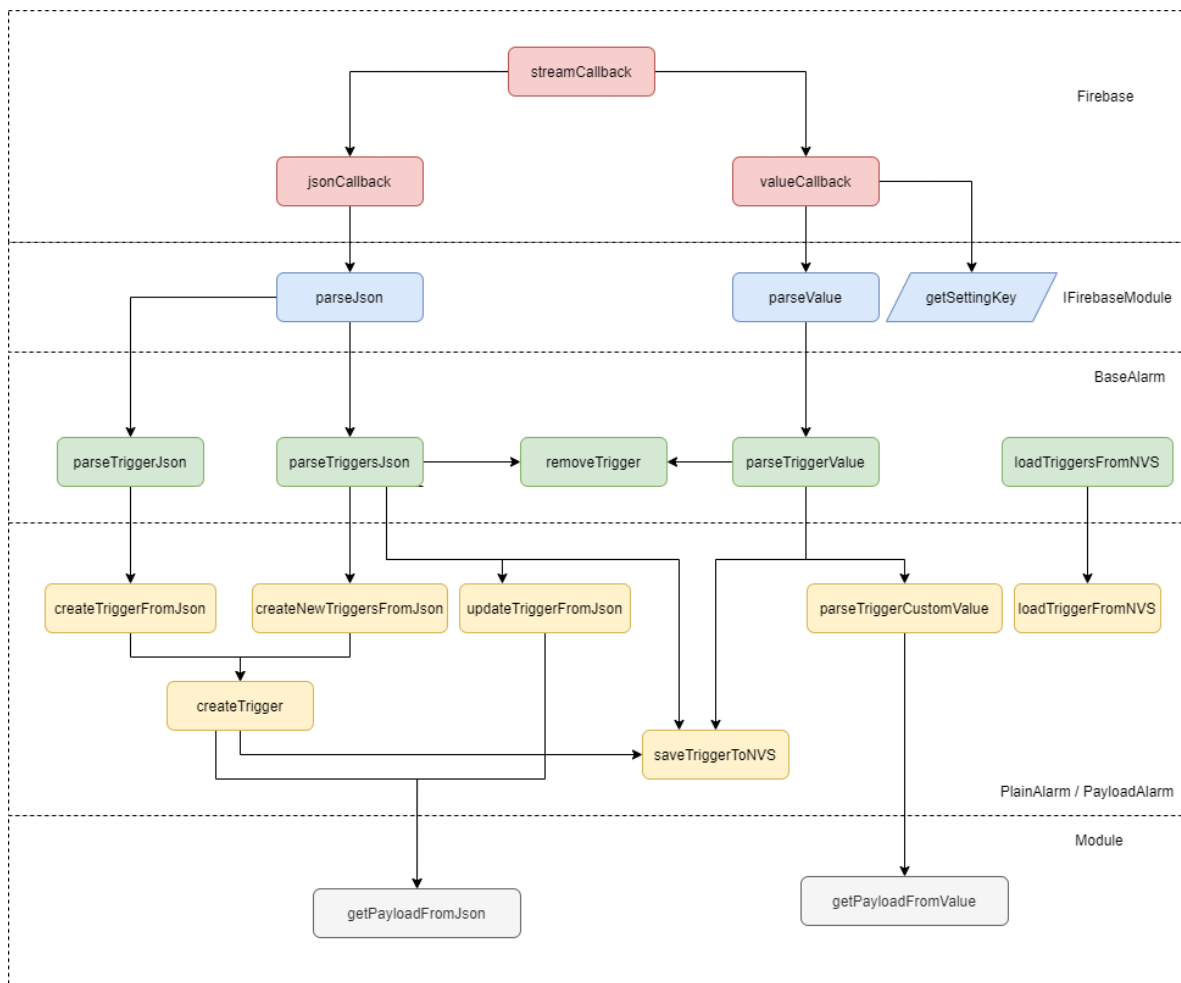 streamCallback
Firebase
jsonCallback
valueCallback
parseJson
parseValue
getSettingKey
IFirebaseModule
BaseAlarm
parseTriggerJson
parseTriggersJson
removeTrigger
parseTriggerValue
loadTriggersFromNVS
createTriggerFromJson
createNewTriggersFromJson
updateTriggerFromJson
parseTriggerCustomValue
loadTriggerFromNVS
createTrigger
saveTriggerToNVS
PlainAlarm / PayloadAlarm
Module
getPayloadFromJson
getPayloadFromValue